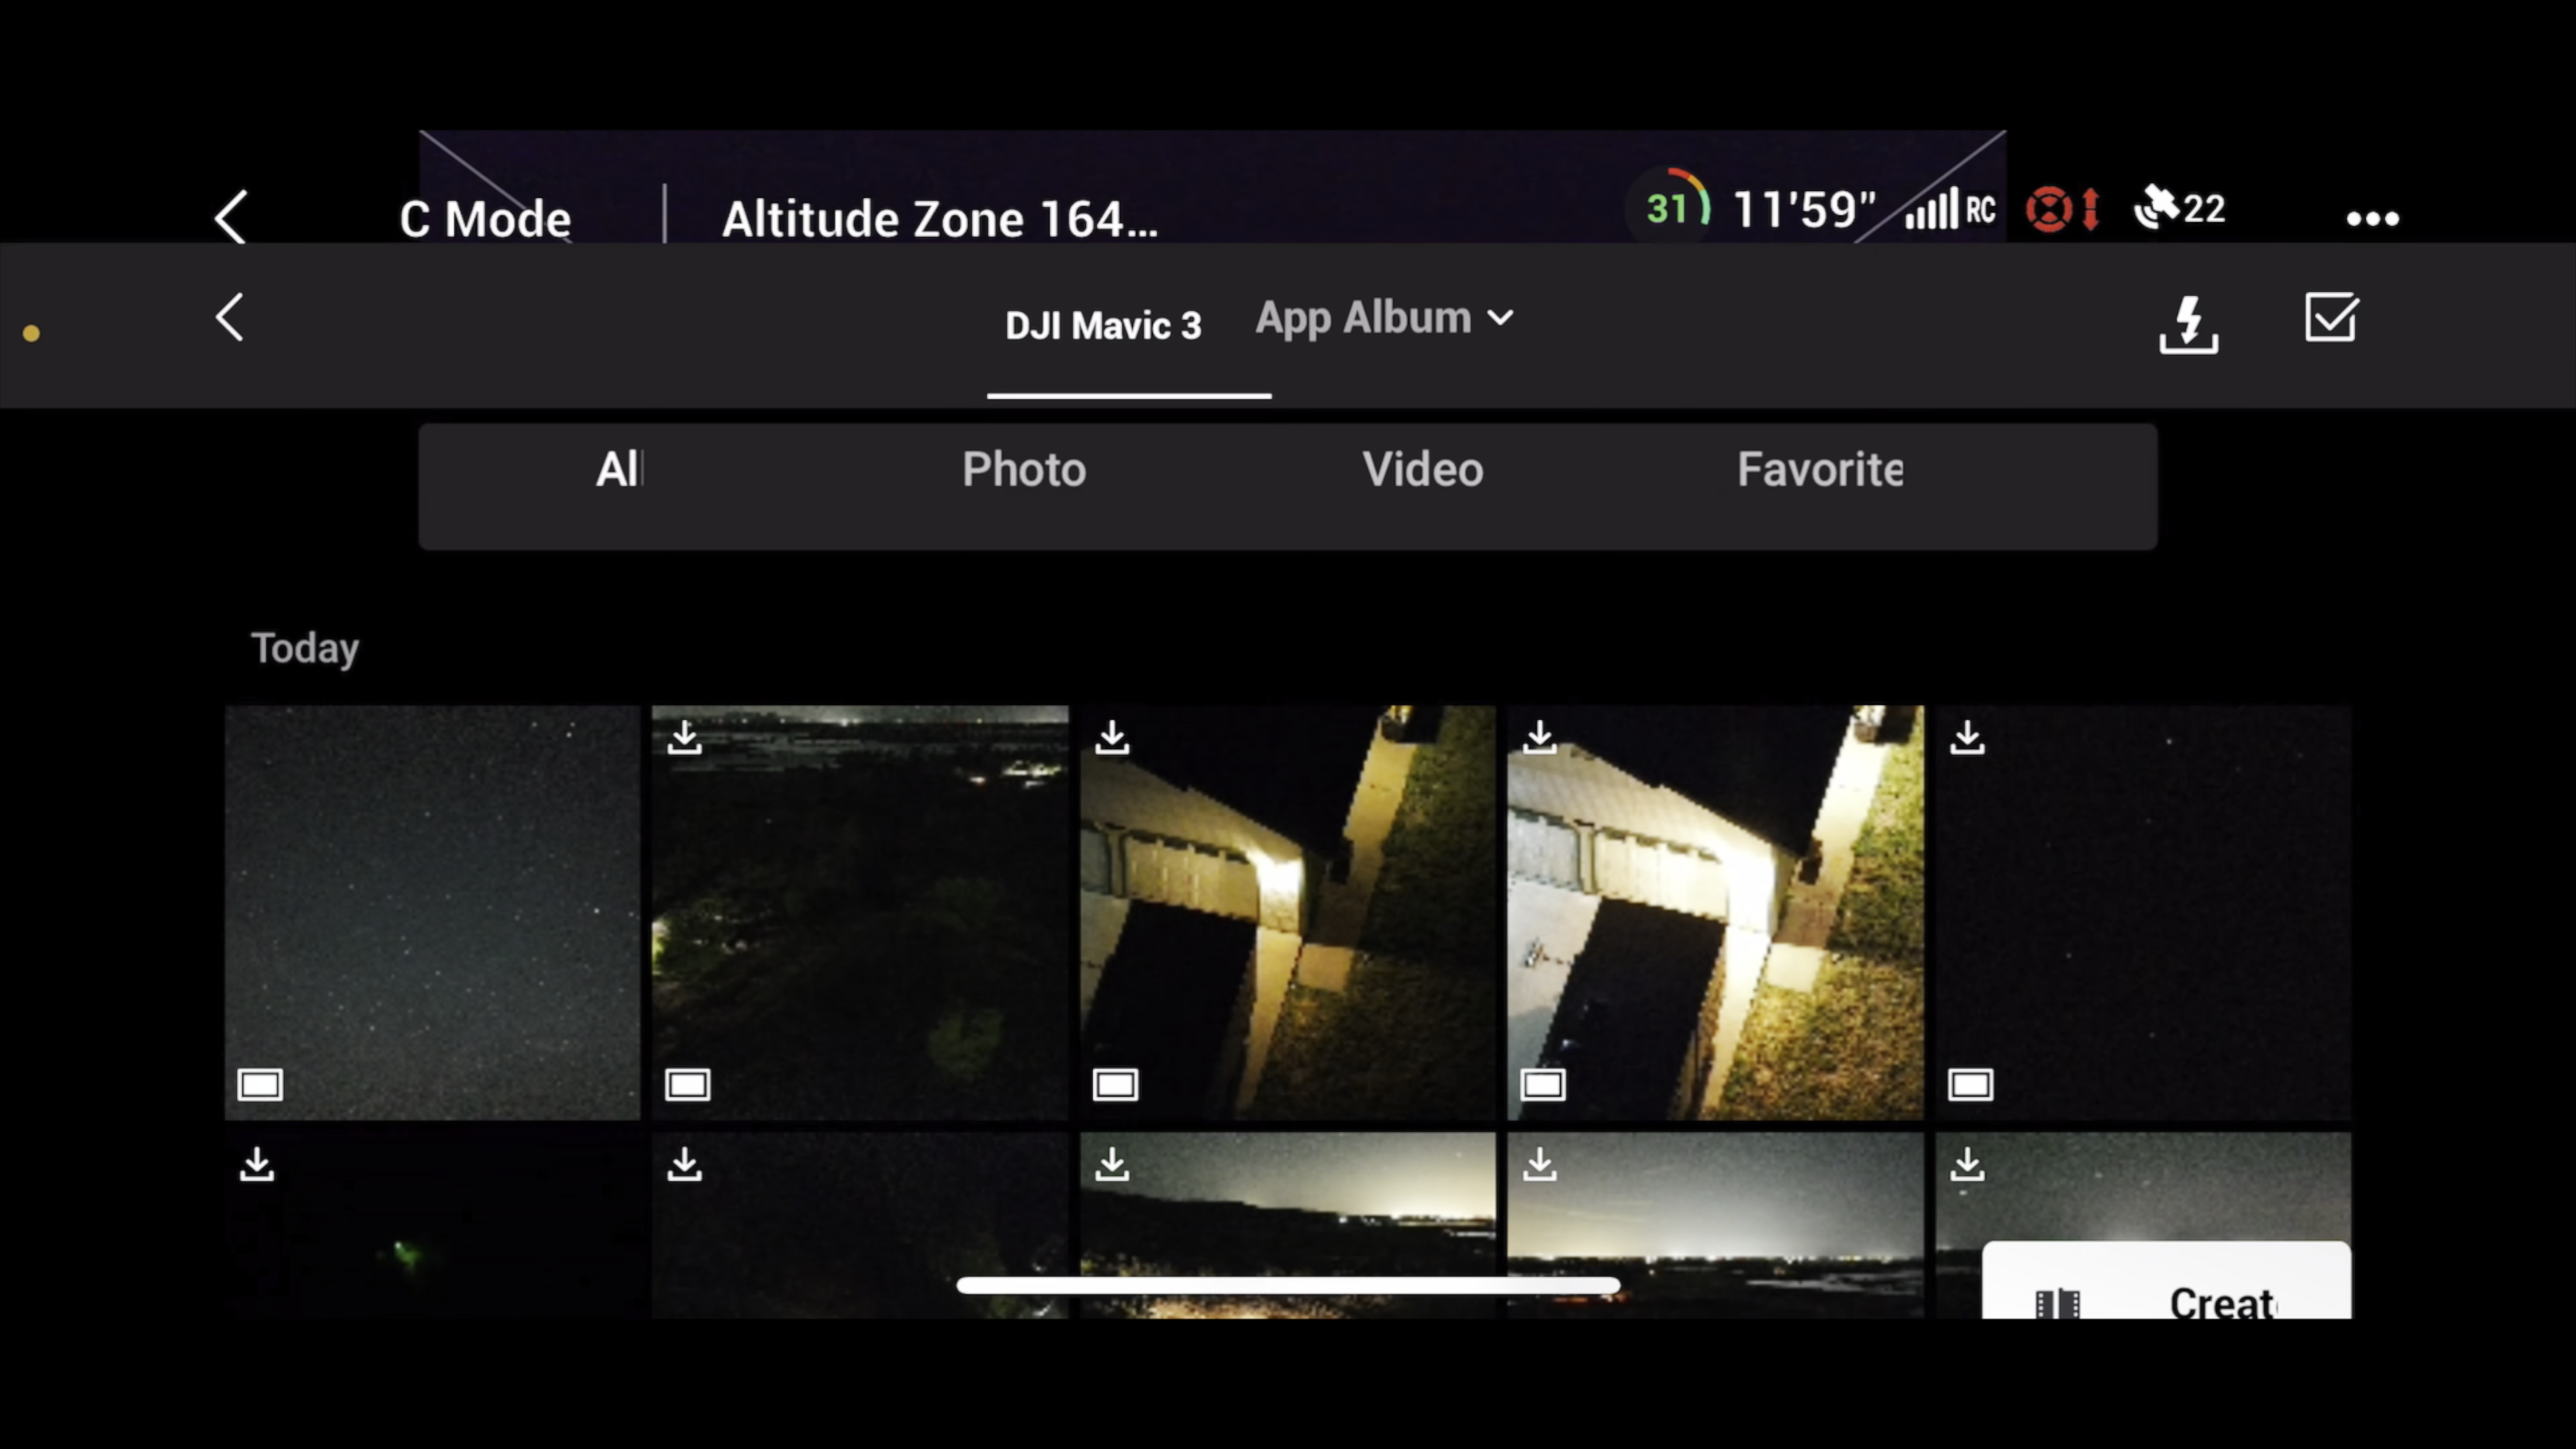 C Mode | Altitude Zone 164... 31 11'59" RC 22
DJI Mavic 3 App Album
All Photo Video Favorite
Today
Creat